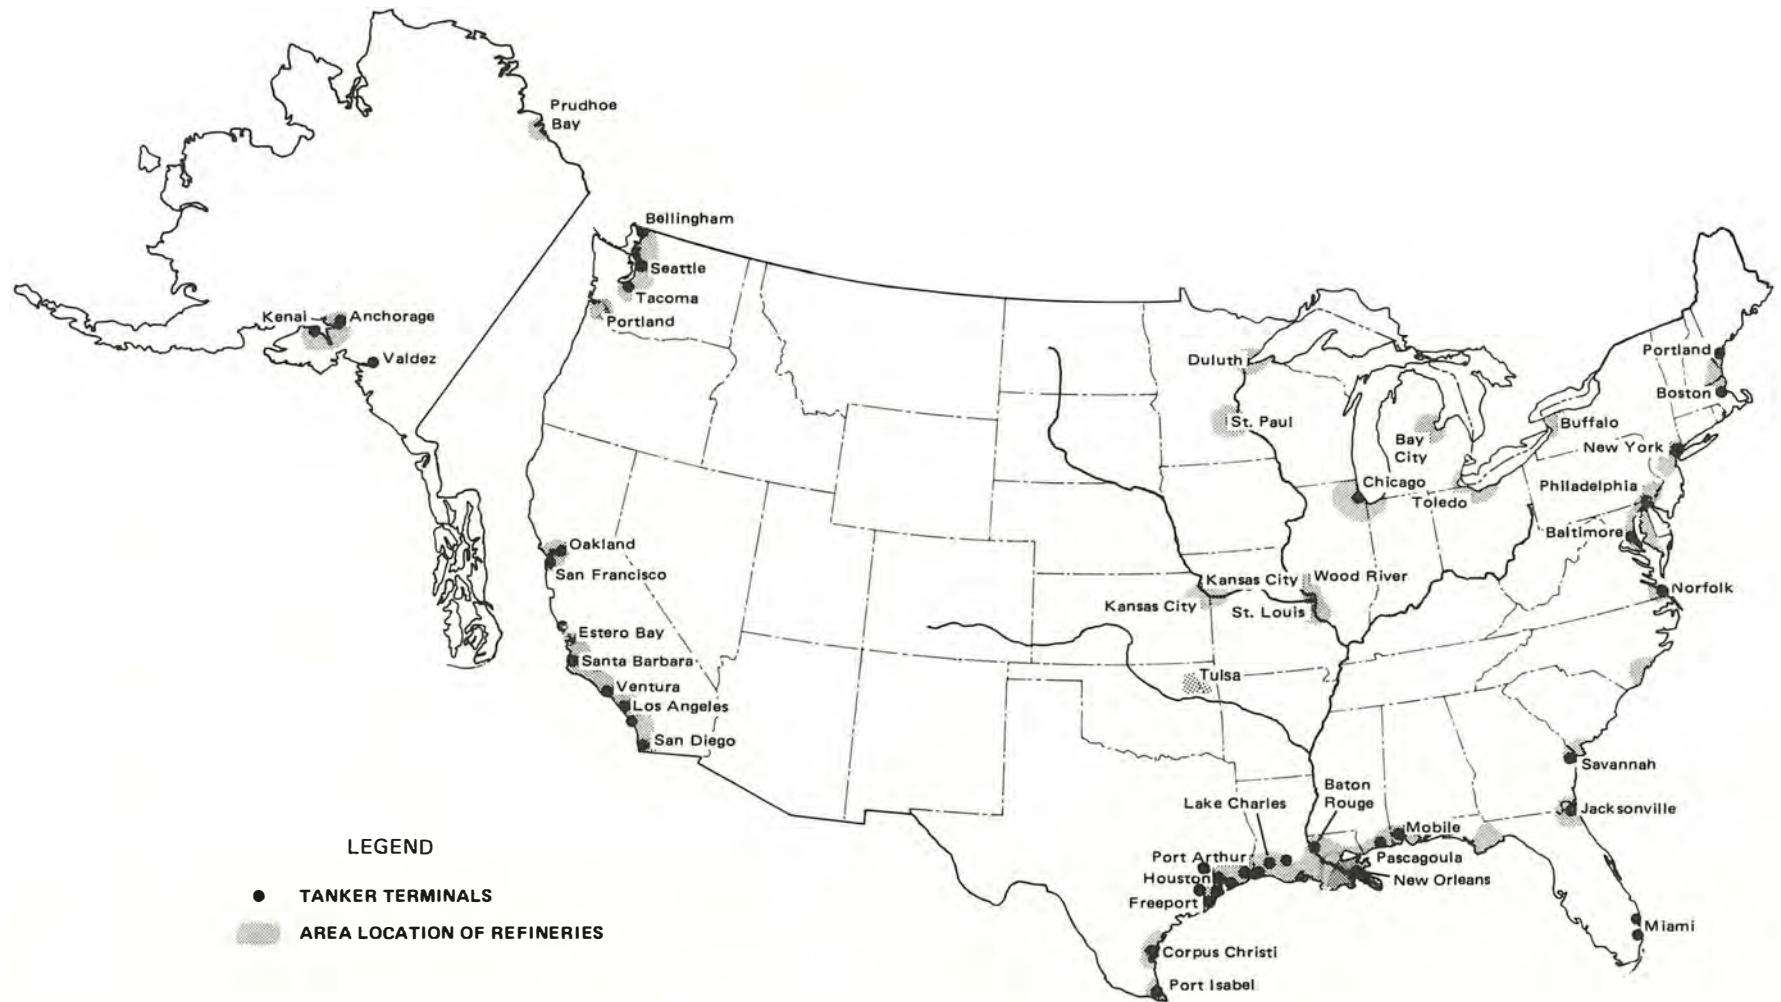 Prudhoe
Bay
Bellingham
Seattle
Tacoma
Portland
Kenai
Anchorage
Valdez
Duluth
St. Paul
Bay
City
Chicago
Toledo
Buffalo
Portland
Boston
New York
Philadelphia
Baltimore
Norfolk
Oakland
San Francisco
Estero Bay
Santa Barbara
Ventura
Los Angeles
San Diego
Kansas City
Kansas City
Wood River
St. Louis
Tulsa
Savannah
Jacksonville
Miami
Lake Charles
Baton
Rouge
Mobile
Pascagoula
New Orleans
Port Arthur
Houston
Freeport
Corpus Christi
Port Isabel
LEGEND
TANKER TERMINALS
AREA LOCATION OF REFINERIES